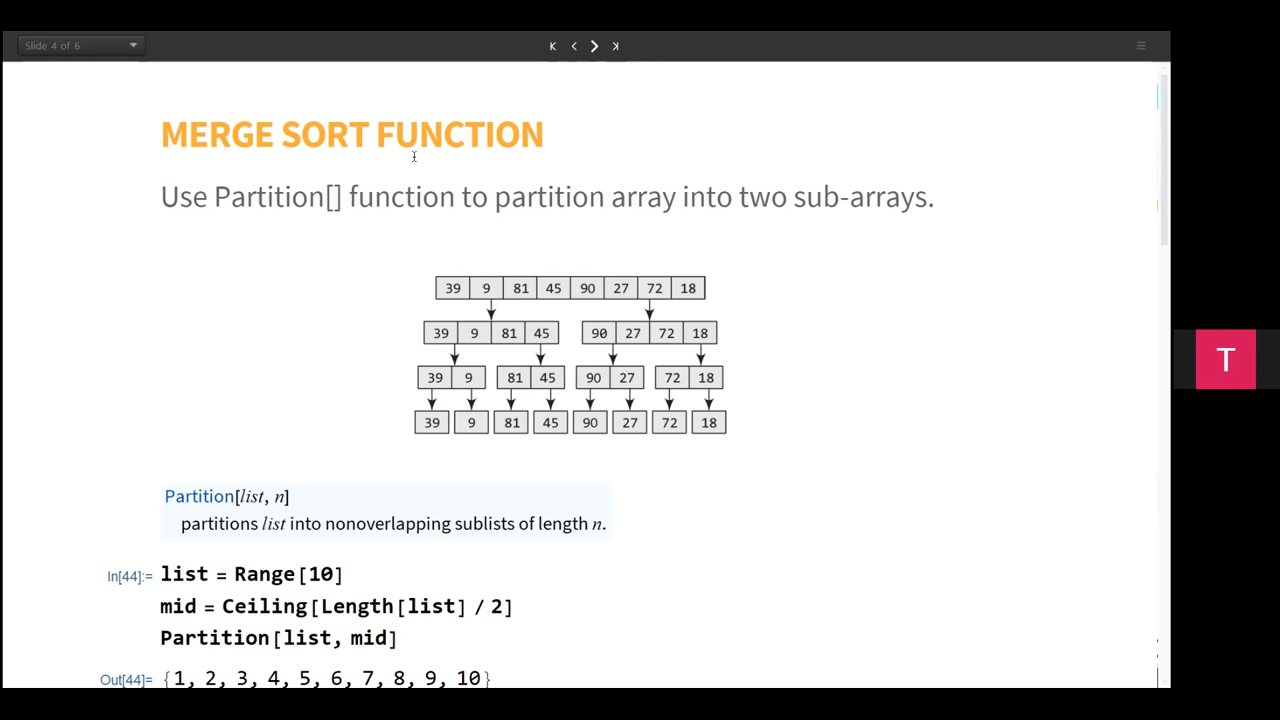 Slide 4 of 6
MERGE SORT FUNCTION
Use Partition[] function to partition array into two sub-arrays.
39 9 81 45 90 27 72 18
39 9 81 45 90 27 72 18
39 9 81 45 90 27 72 18
39 9 81 45 90 27 72 18
Partition[list, n]
partitions list into nonoverlapping sublists of length n.
In[44]:= list = Range[10]
mid = Ceiling[Length[list] / 2]
Partition[list, mid]
Out[44]= {1, 2, 3, 4, 5, 6, 7, 8, 9, 10}
T